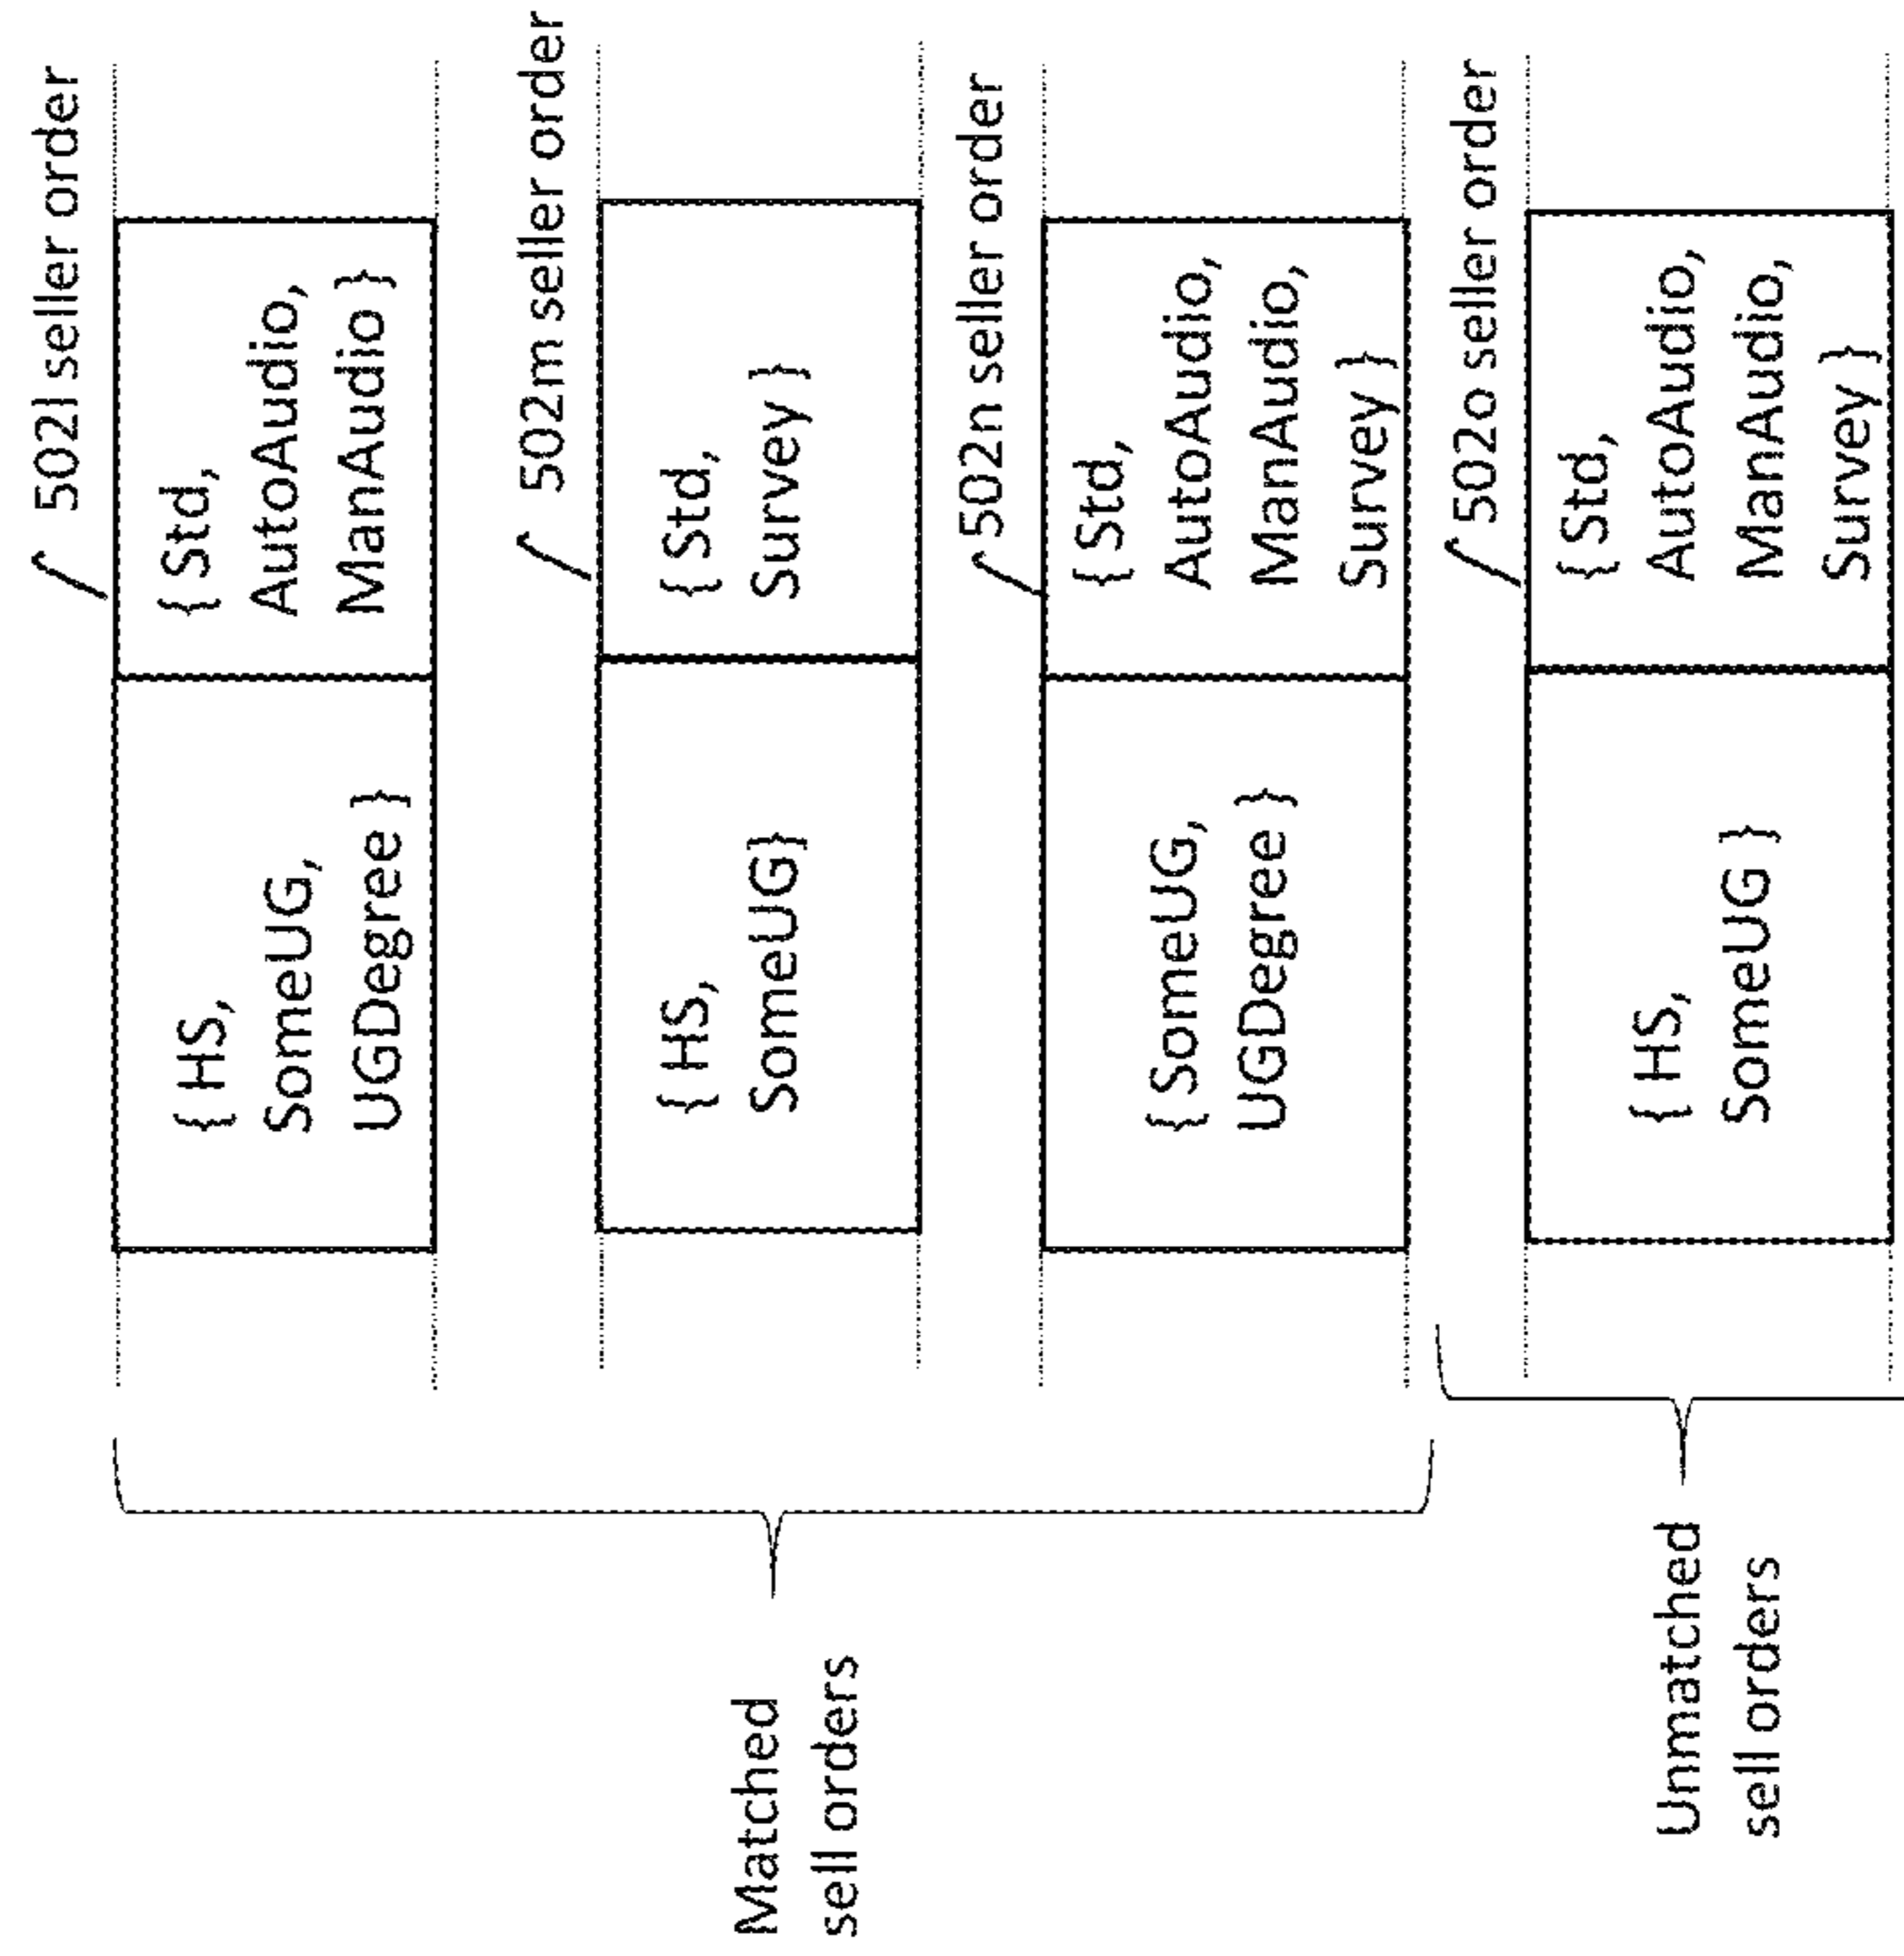 502l seller order
{ HS,
SomeUG,
UGDegree }
{ Std,
AutoAudio,
ManAudio }
502m seller order
{ HS,
SomeUG}
{ Std,
Survey }
502n seller order
{ SomeUG,
UGDegree }
{ Std,
AutoAudio,
ManAudio,
Survey }
Matched
sell orders
502o seller order
{ HS,
SomeUG }
{ Std,
AutoAudio,
ManAudio,
Survey }
Unmatched
sell orders